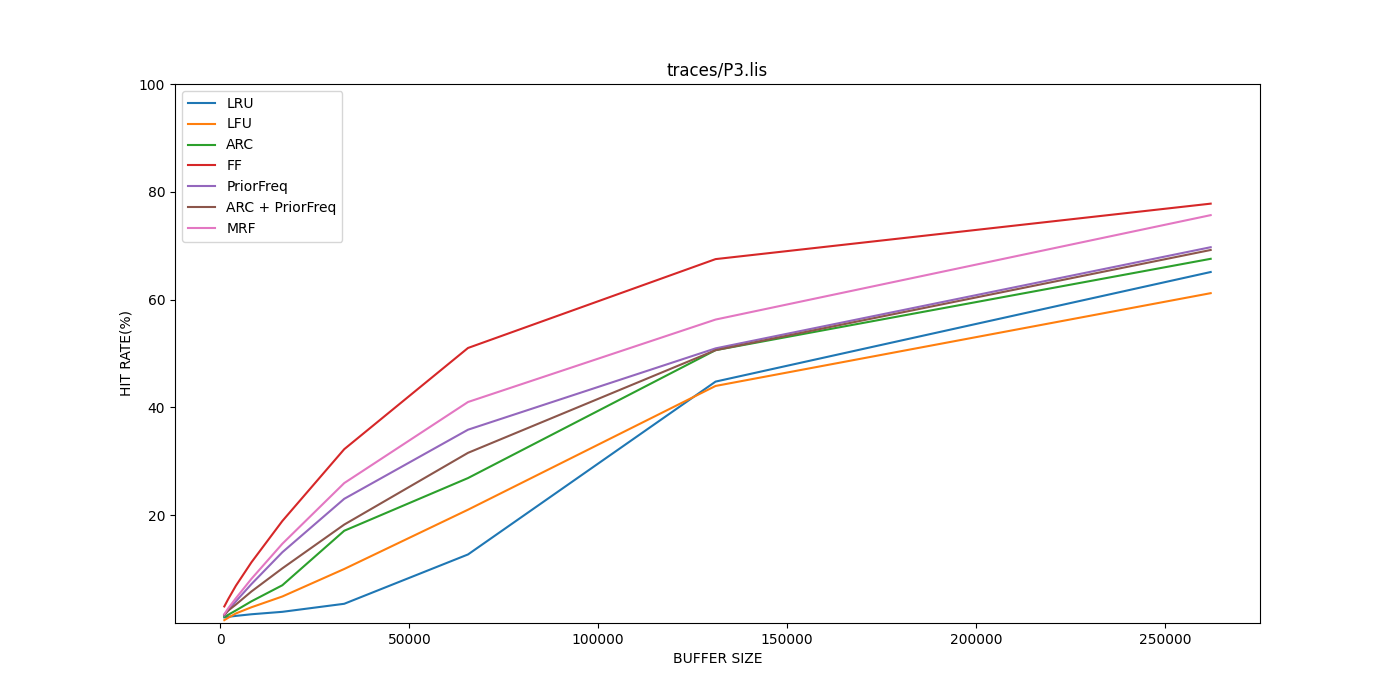 traces/P3.lis
100
80
60
40
20
HIT RATE(%)
LRU
LFU
ARC
FF
PriorFreq
ARC + PriorFreq
MRF
0
50000
100000
150000
200000
250000
BUFFER SIZE